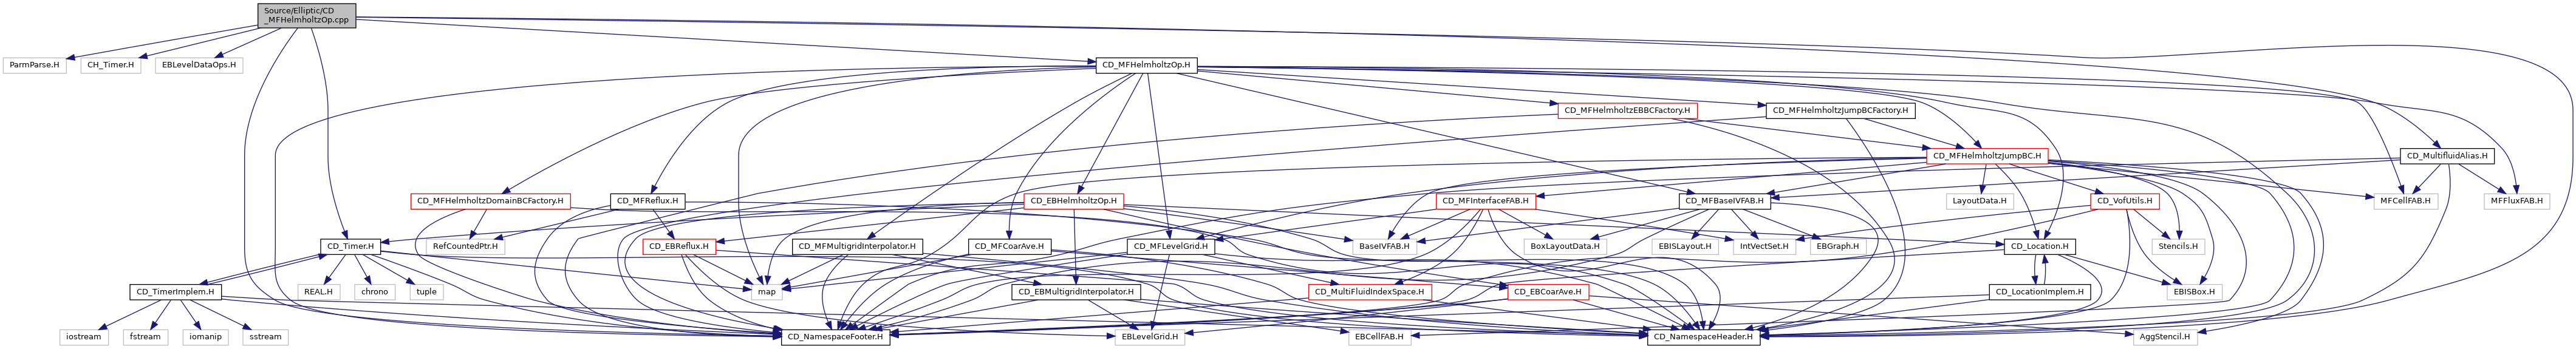 Source/Elliptic/CD
_MFHelmholtzOp.cpp
ParmParse.H
CH_Timer.H
EBLevelDataOps.H
CD_MFHelmholtzOp.H
CD_MFHelmholtzEBBCFactory.H
CD_MFHelmholtzJumpBCFactory.H
CD_MFHelmholtzJumpBC.H
CD_MultifluidAlias.H
CD_MFHelmholtzDomainBCFactory.H
CD_MFReflux.H
CD_EBHelmholtzOp.H
CD_MFInterfaceFAB.H
CD_MFBaseIVFAB.H
LayoutData.H
CD_VofUtils.H
MFCellFAB.H
MFFluxFAB.H
CD_Timer.H
RefCountedPtr.H
CD_EBReflux.H
CD_MFMultigridInterpolator.H
CD_MFCoarAve.H
CD_MFLevelGrid.H
BaseIVFAB.H
BoxLayoutData.H
EBISLayout.H
IntVectSet.H
EBGraph.H
CD_Location.H
Stencils.H
CD_TimerImplem.H
REAL.H
chrono
tuple
map
CD_EBMultigridInterpolator.H
CD_MultiFluidIndexSpace.H
CD_EBCoarAve.H
CD_LocationImplem.H
EBISBox.H
iostream
fstream
iomanip
sstream
CD_NamespaceFooter.H
EBLevelGrid.H
EBCellFAB.H
CD_NamespaceHeader.H
AggStencil.H